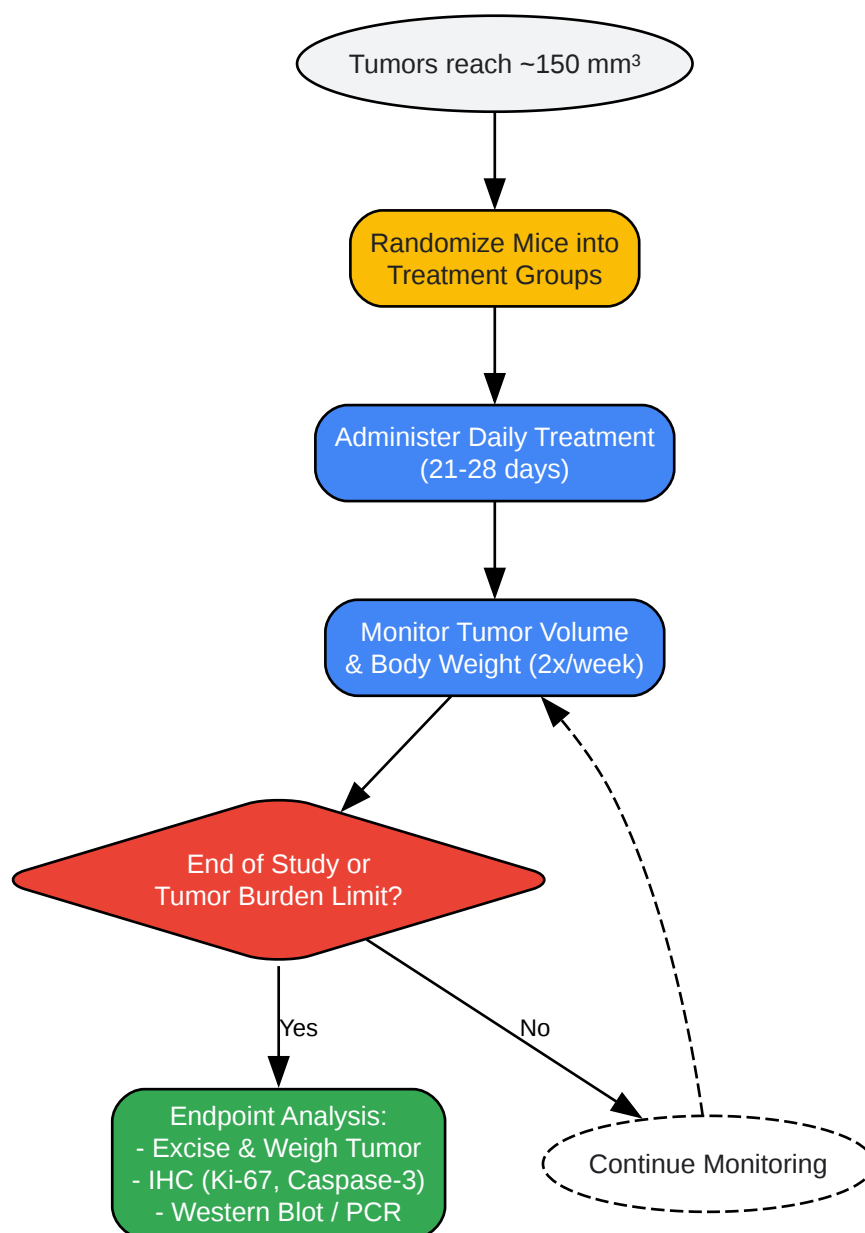 Tumors reach ~150 mm³
Randomize Mice into
Treatment Groups
Administer Daily Treatment
(21-28 days)
Monitor Tumor Volume
& Body Weight (2x/week)
End of Study or
Tumor Burden Limit?
Yes
No
Endpoint Analysis:
- Excise & Weigh Tumor
- IHC (Ki-67, Caspase-3)
- Western Blot / PCR
Continue Monitoring